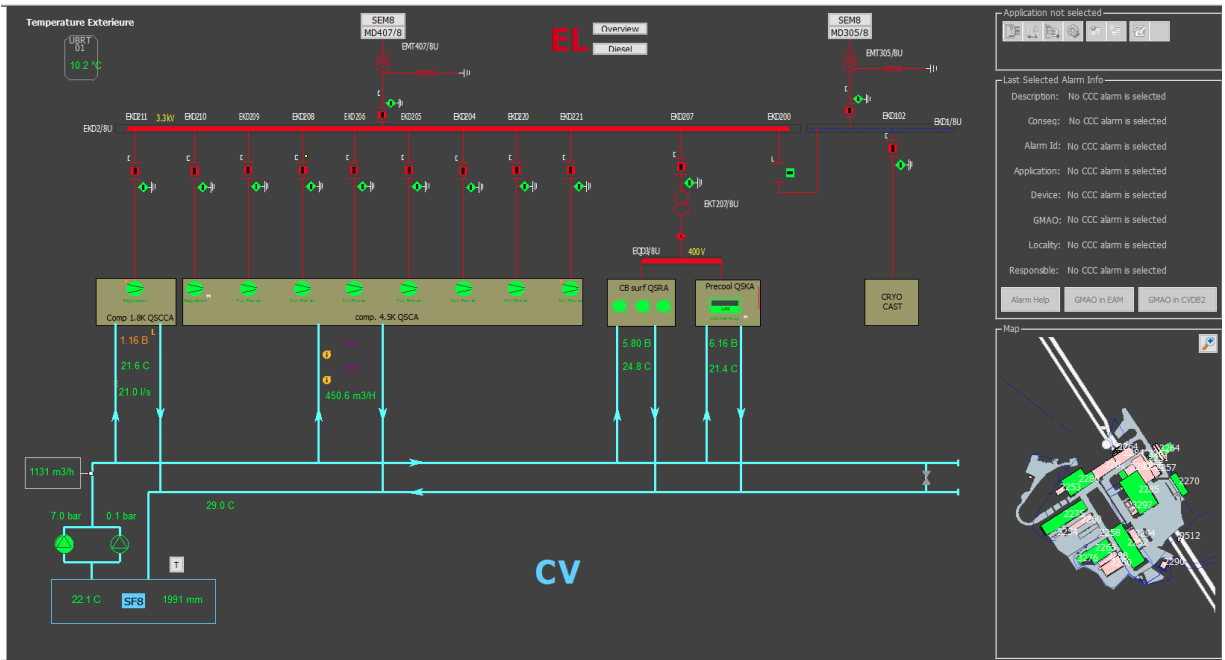 Temperature Exterieure
UBRT
01
10.2 °C
SEM8
MD407/8
EMT407/8U
EL
Overview
Diesel
SEM8
MD305/8
EMT305/8U
EKD2/8U
EKD211
3.3kV
EKD210
EKD209
EKD208
EKD206
EKD205
EKD204
EKD220
EKD221
EKD207
EKD200
EKD102
EKD1/8U
EKT207/8U
EQD3/8U
400 V
Comp 1.8K QSCCA
comp. 4.5K QSCA
CB surf QSRA
Precool QSKA
CRYO
CAST
1.16 B
L
21.6 C
21.0 l/s
450.6 m3/H
5.80 B
24.8 C
6.16 B
21.4 C
1131 m3/h
29.0 C
7.0 bar
0.1 bar
T
22.1 C
SF8
1991 mm
CV
Application not selected
Last Selected Alarm Info
Description: No CCC alarm is selected
Conseq: No CCC alarm is selected
Alarm Id: No CCC alarm is selected
Application: No CCC alarm is selected
Device: No CCC alarm is selected
GMAO: No CCC alarm is selected
Locality: No CCC alarm is selected
Responsible: No CCC alarm is selected
Alarm Help
GMAO in EAM
GMAO in CVDB2
Map
2270
2285
2275
2258
2276
2290